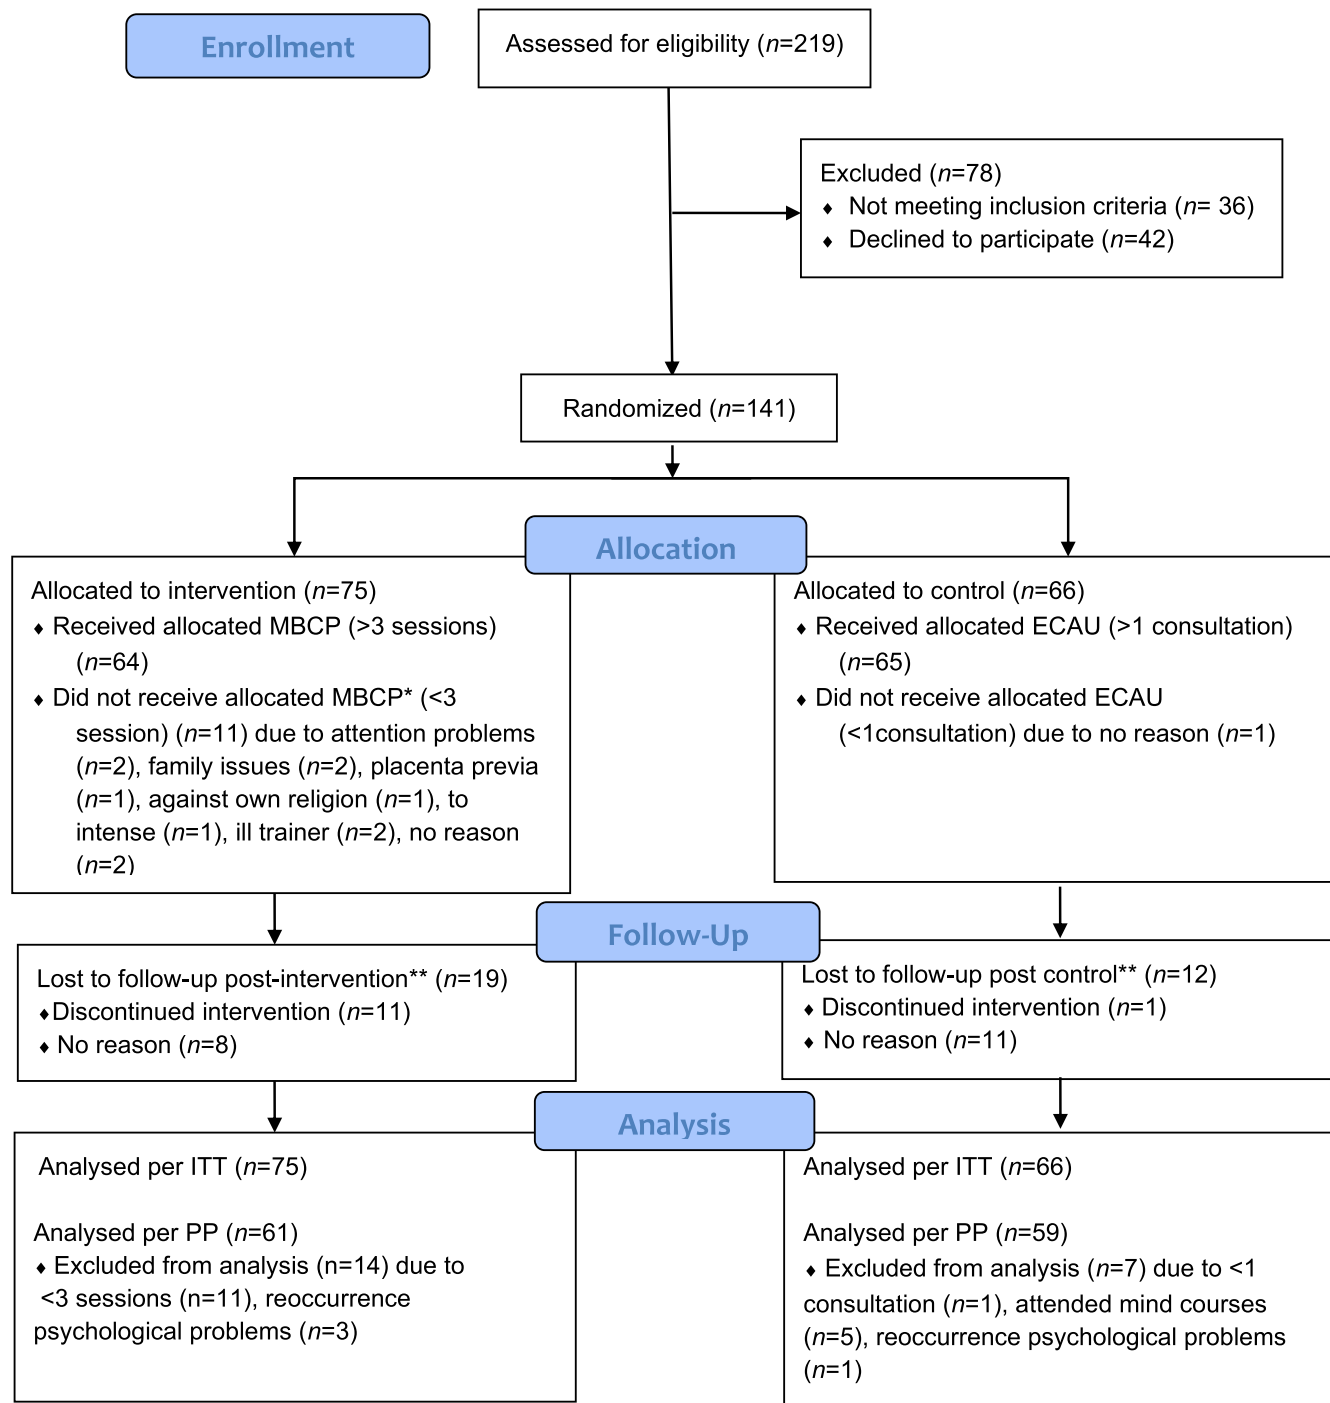 Enrollment
Assessed for eligibility (n=219)
Excluded (n=78)
♦ Not meeting inclusion criteria (n= 36)
♦ Declined to participate (n=42)
Randomized (n=141)
Allocation
Allocated to intervention (n=75)
♦ Received allocated MBCP (>3 sessions)
(n=64)
♦ Did not receive allocated MBCP* (<3
session) (n=11) due to attention problems
(n=2), family issues (n=2), placenta previa
(n=1), against own religion (n=1), to
intense (n=1), ill trainer (n=2), no reason
(n=2)
Allocated to control (n=66)
♦ Received allocated ECAU (>1 consultation)
(n=65)
♦ Did not receive allocated ECAU
(<1consultation) due to no reason (n=1)
Follow-Up
Lost to follow-up post-intervention** (n=19)
♦Discontinued intervention (n=11)
♦ No reason (n=8)
Lost to follow-up post control** (n=12)
♦ Discontinued intervention (n=1)
♦ No reason (n=11)
Analysis
Analysed per ITT (n=75)
Analysed per PP (n=61)
♦ Excluded from analysis (n=14) due to
<3 sessions (n=11), reoccurrence
psychological problems (n=3)
Analysed per ITT (n=66)
Analysed per PP (n=59)
♦ Excluded from analysis (n=7) due to <1
consultation (n=1), attended mind courses
(n=5), reoccurrence psychological problems
(n=1)